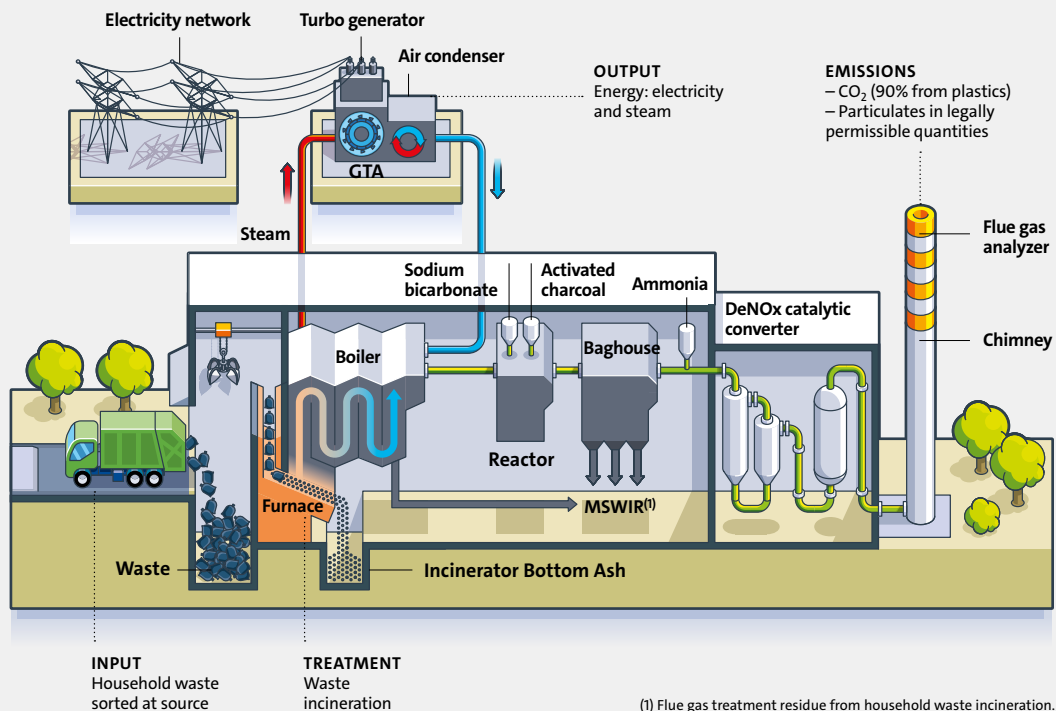 Electricity network
Turbo generator
Air condenser
OUTPUT
Energy: electricity
and steam
EMISSIONS
– CO₂ (90% from plastics)
– Particulates in legally
permissible quantities
GTA
Steam
Flue gas
analyzer
Sodium
bicarbonate
Activated
charcoal
Ammonia
DeNOx catalytic
converter
Chimney
Boiler
Baghouse
Reactor
Furnace
MSWIR⁽¹⁾
Waste
Incinerator Bottom Ash
INPUT
Household waste
sorted at source
TREATMENT
Waste
incineration
(1) Flue gas treatment residue from household waste incineration.